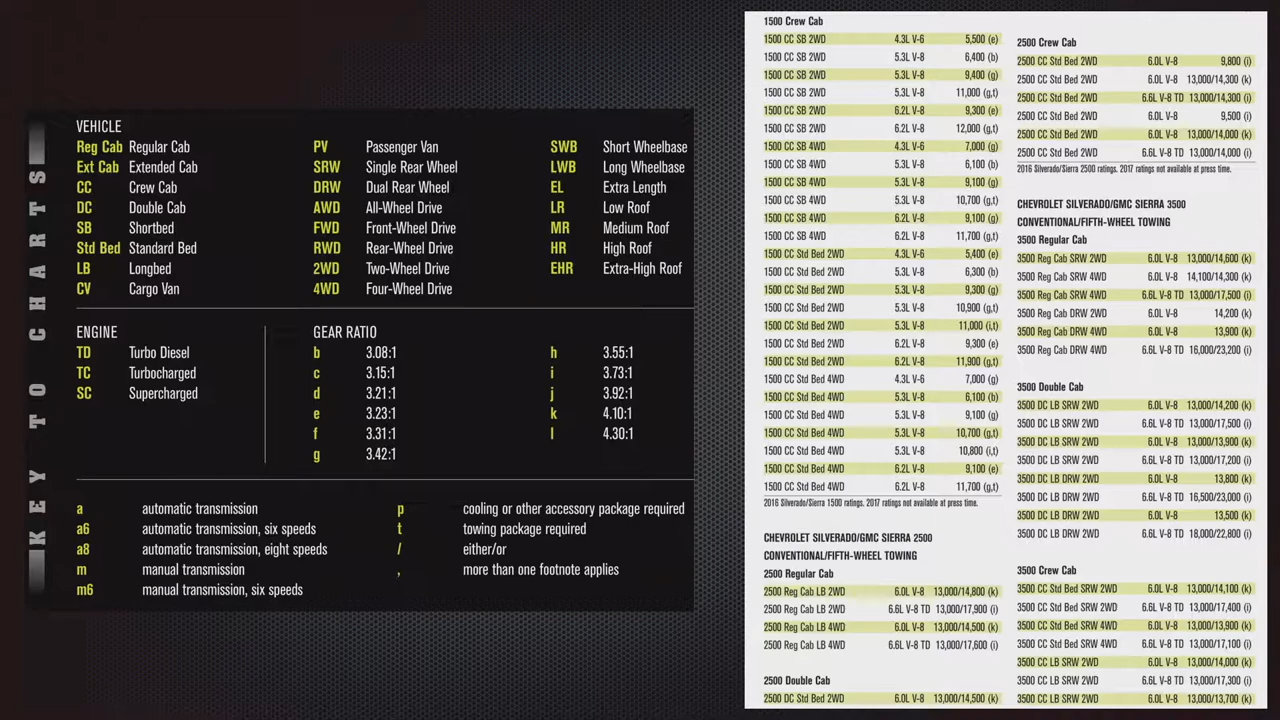 KEY TO CHARTS
VEHICLE
Reg Cab Regular Cab PV Passenger Van SWB Short Wheelbase
Ext Cab Extended Cab SRW Single Rear Wheel LWB Long Wheelbase
CC Crew Cab DRW Dual Rear Wheel EL Extra Length
DC Double Cab AWD All-Wheel Drive LR Low Roof
SB Shortbed FWD Front-Wheel Drive MR Medium Roof
Std Bed Standard Bed RWD Rear-Wheel Drive HR High Roof
LB Longbed 2WD Two-Wheel Drive EHR Extra-High Roof
CV Cargo Van 4WD Four-Wheel Drive
ENGINE
TD Turbo Diesel
TC Turbocharged
SC Supercharged
GEAR RATIO
b 3.08:1 h 3.55:1
c 3.15:1 i 3.73:1
d 3.21:1 j 3.92:1
e 3.23:1 k 4.10:1
f 3.31:1 l 4.30:1
g 3.42:1
a automatic transmission p cooling or other accessory package required
a6 automatic transmission, six speeds t towing package required
a8 automatic transmission, eight speeds / either/or
m manual transmission , more than one footnote applies
m6 manual transmission, six speeds
1500 Crew Cab
1500 CC SB 2WD 4.3L V-6 5,500 (e)
1500 CC SB 2WD 5.3L V-8 6,400 (b)
1500 CC SB 2WD 5.3L V-8 9,400 (g)
1500 CC SB 2WD 5.3L V-8 11,000 (g,t)
1500 CC SB 2WD 6.2L V-8 9,300 (e)
1500 CC SB 2WD 6.2L V-8 12,000 (g,t)
1500 CC SB 4WD 4.3L V-6 7,000 (g)
1500 CC SB 4WD 5.3L V-8 6,100 (b)
1500 CC SB 4WD 5.3L V-8 9,100 (g)
1500 CC SB 4WD 5.3L V-8 10,700 (g,t)
1500 CC SB 4WD 6.2L V-8 9,100 (g)
1500 CC SB 4WD 6.2L V-8 11,700 (g,t)
1500 CC Std Bed 2WD 4.3L V-6 5,400 (e)
1500 CC Std Bed 2WD 5.3L V-8 6,300 (b)
1500 CC Std Bed 2WD 5.3L V-8 9,300 (g)
1500 CC Std Bed 2WD 5.3L V-8 10,900 (g,t)
1500 CC Std Bed 2WD 5.3L V-8 11,000 (i,t)
1500 CC Std Bed 2WD 6.2L V-8 9,300 (e)
1500 CC Std Bed 2WD 6.2L V-8 11,900 (g,t)
1500 CC Std Bed 4WD 4.3L V-6 7,000 (g)
1500 CC Std Bed 4WD 5.3L V-8 6,100 (b)
1500 CC Std Bed 4WD 5.3L V-8 9,100 (g)
1500 CC Std Bed 4WD 5.3L V-8 10,700 (g,t)
1500 CC Std Bed 4WD 5.3L V-8 10,800 (i,t)
1500 CC Std Bed 4WD 6.2L V-8 9,100 (e)
1500 CC Std Bed 4WD 6.2L V-8 11,700 (g,t)
2016 Silverado/Sierra 1500 ratings. 2017 ratings not available at press time.
CHEVROLET SILVERADO/GMC SIERRA 2500
CONVENTIONAL/FIFTH-WHEEL TOWING
2500 Regular Cab
2500 Reg Cab LB 2WD 6.0L V-8 13,000/14,800 (k)
2500 Reg Cab LB 2WD 6.6L V-8 TD 13,000/17,900 (i)
2500 Reg Cab LB 4WD 6.0L V-8 13,000/14,500 (k)
2500 Reg Cab LB 4WD 6.6L V-8 TD 13,000/17,600 (i)
2500 Double Cab
2500 DC Std Bed 2WD 6.0L V-8 13,000/14,500 (k)
2500 Crew Cab
2500 CC Std Bed 2WD 6.0L V-8 9,800 (i)
2500 CC Std Bed 2WD 6.0L V-8 13,000/14,300 (k)
2500 CC Std Bed 2WD 6.6L V-8 TD 13,000/14,300 (i)
2500 CC Std Bed 2WD 6.0L V-8 9,500 (i)
2500 CC Std Bed 2WD 6.0L V-8 13,000/14,000 (k)
2500 CC Std Bed 2WD 6.6L V-8 TD 13,000/14,000 (i)
2016 Silverado/Sierra 2500 ratings. 2017 ratings not available at press time.
CHEVROLET SILVERADO/GMC SIERRA 3500
CONVENTIONAL/FIFTH-WHEEL TOWING
3500 Regular Cab
3500 Reg Cab SRW 2WD 6.0L V-8 13,000/14,600 (k)
3500 Reg Cab SRW 4WD 6.0L V-8 14,100/14,300 (k)
3500 Reg Cab SRW 4WD 6.6L V-8 TD 13,000/17,500 (i)
3500 Reg Cab DRW 2WD 6.0L V-8 14,200 (k)
3500 Reg Cab DRW 4WD 6.0L V-8 13,900 (k)
3500 Reg Cab DRW 4WD 6.6L V-8 TD 16,000/23,200 (i)
3500 Double Cab
3500 DC LB SRW 2WD 6.0L V-8 13,000/14,200 (k)
3500 DC LB SRW 2WD 6.6L V-8 TD 13,000/17,500 (i)
3500 DC LB SRW 2WD 6.0L V-8 13,000/13,900 (k)
3500 DC LB SRW 2WD 6.6L V-8 TD 13,000/17,200 (i)
3500 DC LB DRW 2WD 6.0L V-8 13,800 (k)
3500 DC LB DRW 2WD 6.6L V-8 TD 16,500/23,000 (i)
3500 DC LB DRW 2WD 6.0L V-8 13,500 (k)
3500 DC LB DRW 2WD 6.6L V-8 TD 18,000/22,800 (i)
3500 Crew Cab
3500 CC Std Bed SRW 2WD 6.0L V-8 13,000/14,100 (k)
3500 CC Std Bed SRW 2WD 6.6L V-8 TD 13,000/17,400 (i)
3500 CC Std Bed SRW 4WD 6.0L V-8 13,000/13,900 (k)
3500 CC Std Bed SRW 4WD 6.6L V-8 TD 13,000/17,100 (i)
3500 CC LB SRW 2WD 6.0L V-8 13,000/14,000 (k)
3500 CC LB SRW 2WD 6.6L V-8 TD 13,000/17,300 (i)
3500 CC LB SRW 2WD 6.0L V-8 13,000/13,700 (k)